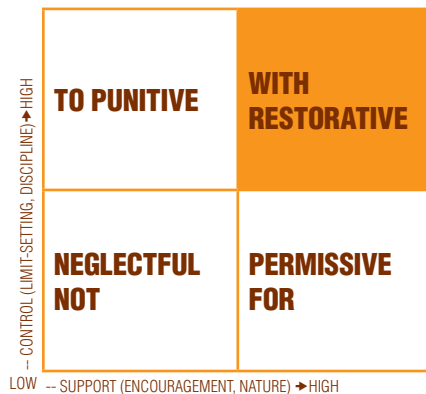 TO PUNITIVE
WITH
RESTORATIVE
NEGLECTFUL
NOT
PERMISSIVE
FOR
-- CONTROL (LIMIT-SETTING, DISCIPLINE) ➔HIGH
LOW -- SUPPORT (ENCOURAGEMENT, NATURE) ➔HIGH